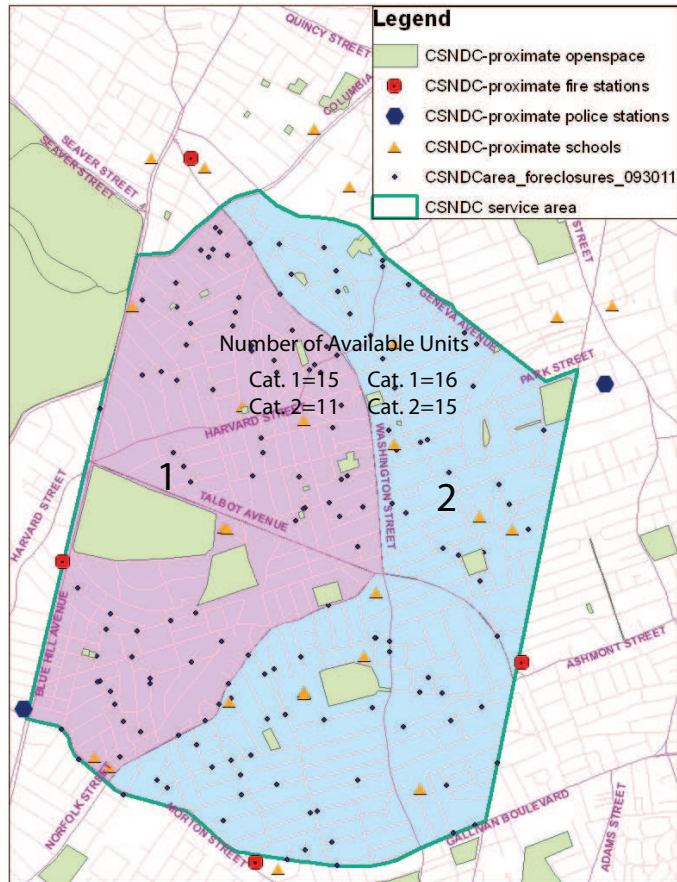 Legend
CSNDC-proximate openspace
CSNDC-proximate fire stations
CSNDC-proximate police stations
CSNDC-proximate schools
CSNDCarea_foreclosures_093011
CSNDC service area
QUINCY STREET
COLUMBIA
SEAVER STREET
SEAVER STREET
STREET
GENEVA AVENUE
PARK STREET
Number of Available Units
Cat. 1=15 Cat. 1=16
Cat. 2=11 Cat. 2=15
HARVARD STREET
WASHINGTON STREET
1
2
TALBOT AVENUE
HARVARD STREET
BLUE HILL AVENUE
ASHMONT STREET
NORFOLK STREET
MORTON STREET
GALLIVAN BOULEVARD
ADAMS STREET